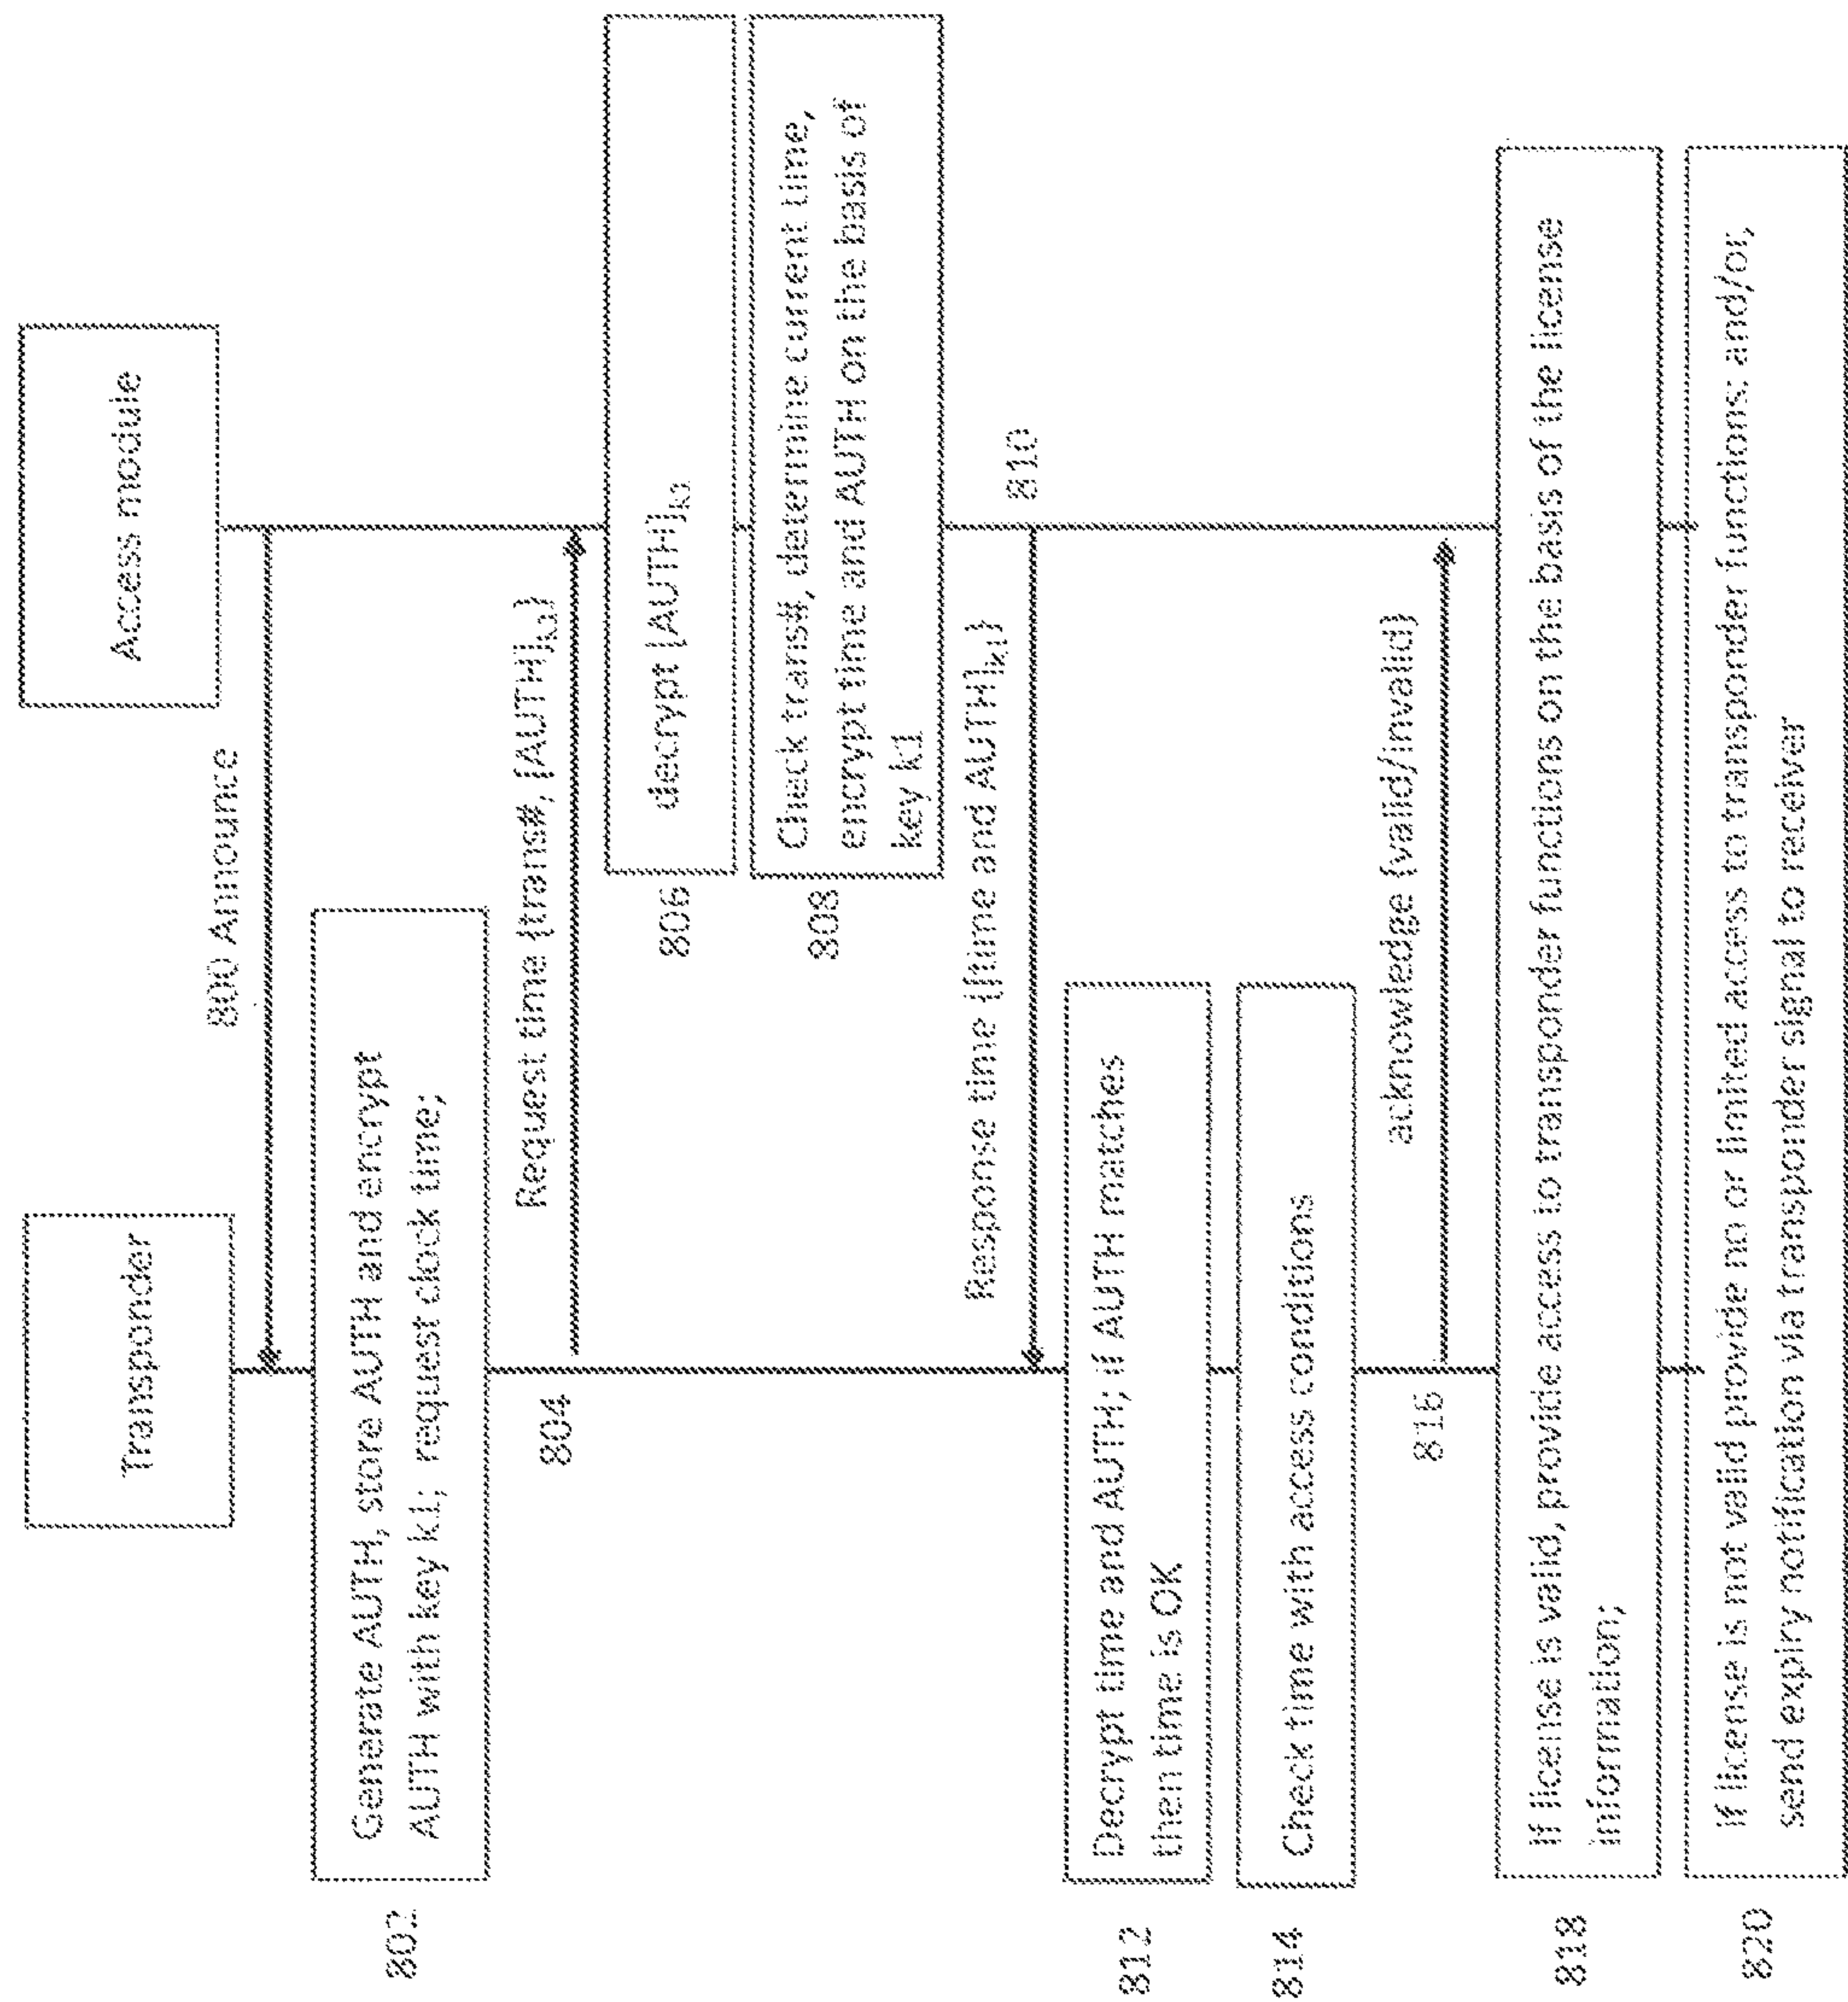 Transponder
Access module
800 Announce
802
Generate AUTH, store AUTH and encrypt
AUTH with key k1; request clock time;
Request time {trans#, [AUTH]k1}
804
806
decrypt [AUTH]k1
808
Check trans#, determine current time,
encrypt time and AUTH on the basis of
key k1
810
Response time {[time and AUTH]k1}
812
Decrypt time and AUTH; if AUTH matches
then time is OK
814
Check time with access conditions
acknowledge {valid/invalid}
816
818
If license is valid, provide access to transponder functions on the basis of the license
information;
820
If license is not valid provide no or limited access to transponder functions; and/or,
send expiry notification via transponder signal to receiver